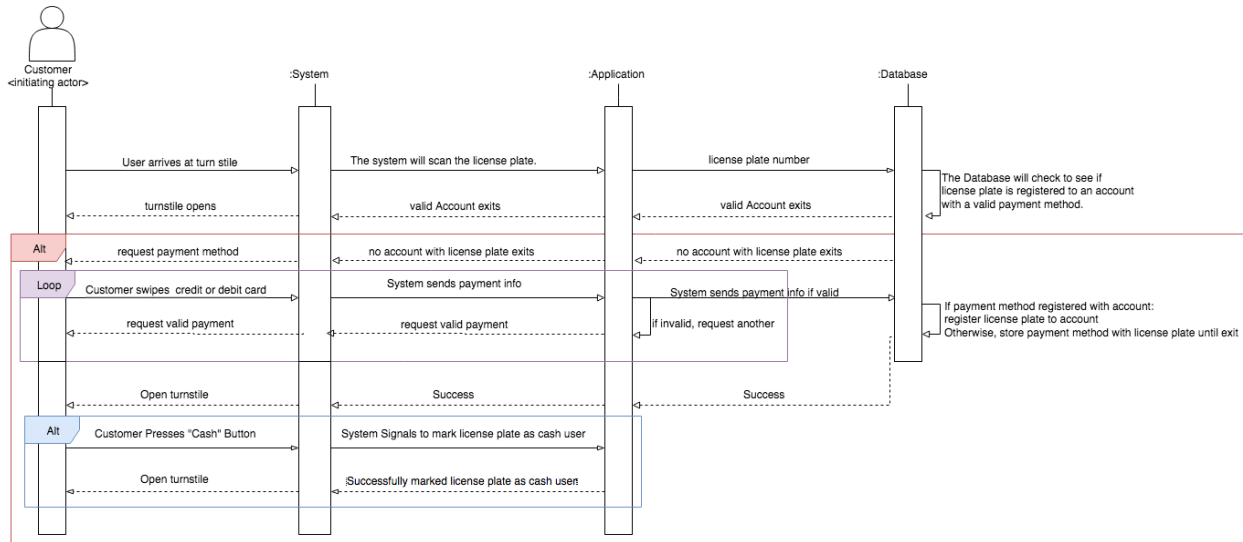 Customer
<initiating actor>
:System
:Application
:Database
User arrives at turn stile
The system will scan the license plate.
license plate number
The Database will check to see if
license plate is registered to an account
with a valid payment method.
turnstile opens
valid Account exits
valid Account exits
Alt
request payment method
no account with license plate exits
no account with license plate exits
Loop
Customer swipes credit or debit card
System sends payment info
System sends payment info if valid
If payment method registered with account:
register license plate to account
Otherwise, store payment method with license plate until exit
request valid payment
request valid payment
if invalid, request another
Open turnstile
Success
Success
Alt
Customer Presses "Cash" Button
System Signals to mark license plate as cash user
Open turnstile
Successfully marked license plate as cash user